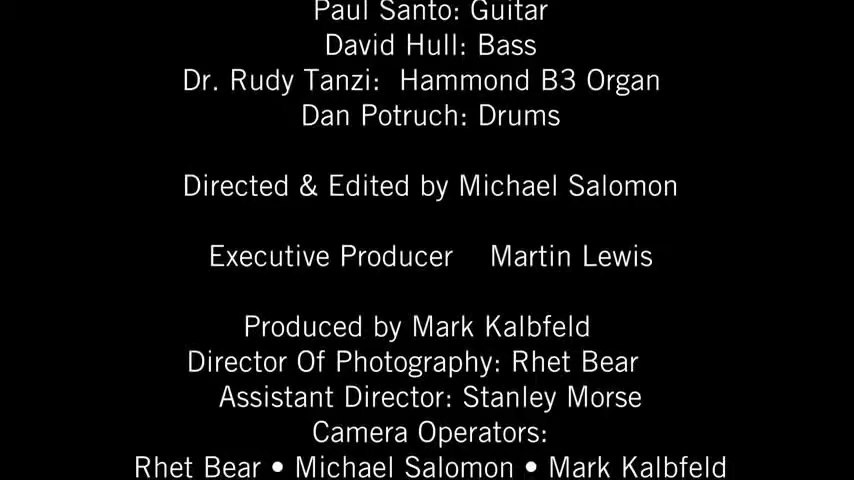 Paul Santo: Guitar
David Hull: Bass
Dr. Rudy Tanzi: Hammond B3 Organ
Dan Potruch: Drums
Directed & Edited by Michael Salomon
Executive Producer Martin Lewis
Produced by Mark Kalbfeld
Director Of Photography: Rhet Bear
Assistant Director: Stanley Morse
Camera Operators:
Rhet Bear • Michael Salomon • Mark Kalbfeld